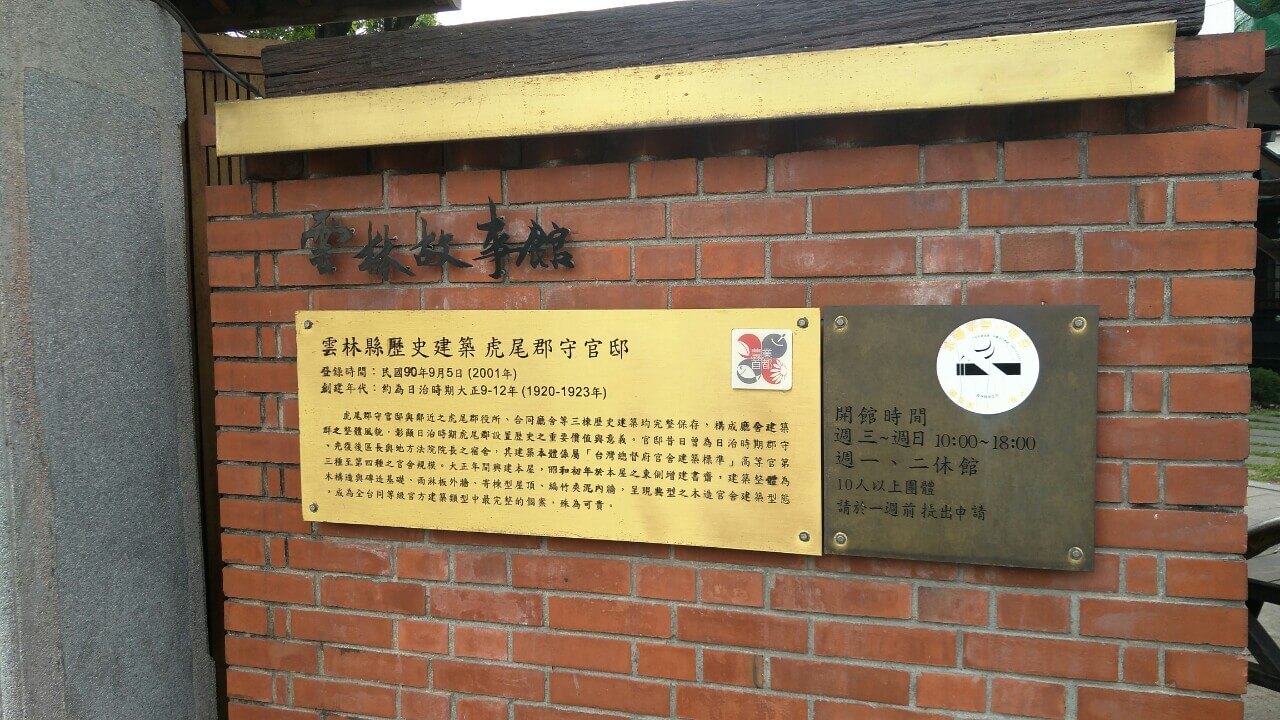 雲林故事館
雲林縣歷史建築 虎尾郡守官邸
登錄時間：民國90年9月5日 (2001年)
創建年代：約為日治時期大正9-12年 (1920-1923年)
虎尾郡守官邸與鄰近之虎尾郡役所、合同廳舍等三棟歷史建築均完整保存，構成廳舍建築
群之整體風貌，彰顯日治時期虎尾郡設置歷史之重要價值與意義。官邸昔日曾為日治時期郡守
、光復後區長與地方法院院長之宿舍，其建築本體係屬「台灣總督府官舍建築標準」高等官第
三種至第四種之官舍規模。大正年間興建本屋，昭和初年於本屋之東側增建書齋。建築整體為
木構造與磚造基礎、雨淋板外牆、寄棟型屋頂、編竹夾泥內牆，呈現典型之木造官舍建築型態
，成為全台同等級官方建築類型中最完整的個案，殊為可貴。
農業
首都
開館時間
週三~週日 10:00~18:00
週一、二休館
10人以上團體
請於一週前提出申請